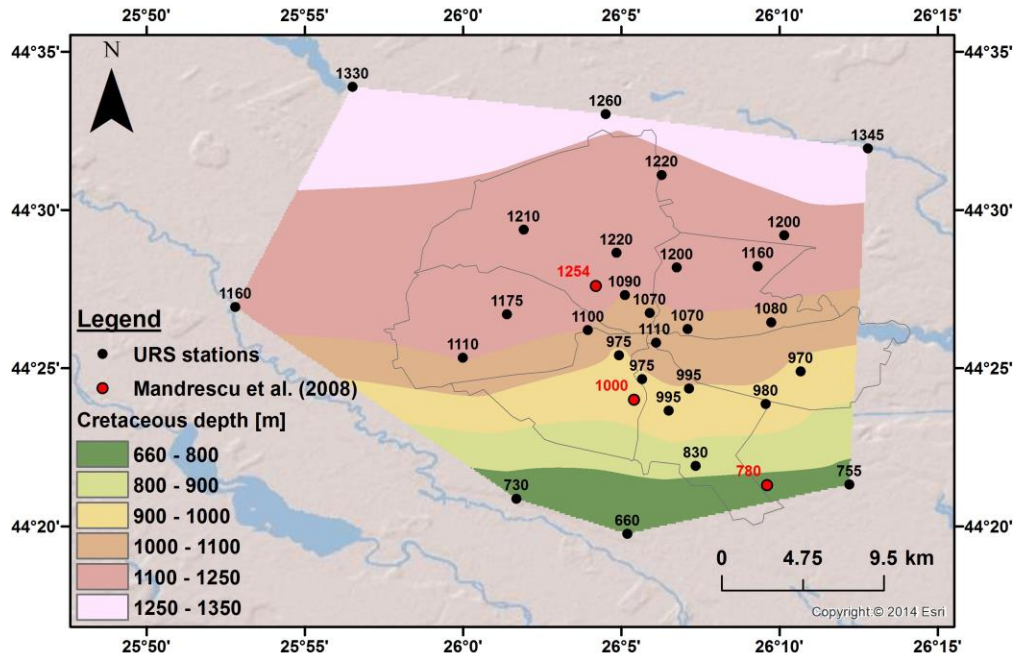 25°50' 25°55' 26°0' 26°5' 26°10' 26°15'
44°35' 44°35'
N
1330
1260
1345
1220
44°30' 44°30'
1210
1200
1220
1200
1160
1254
1090
1160
1175
1070
1080
1100
1070
1110
Legend
URS stations
Mandrescu et al. (2008)
Cretaceous depth [m]
660 - 800
800 - 900
900 - 1000
1000 - 1100
1100 - 1250
1250 - 1350
1110
975
44°25' 44°25'
975
970
995
1000
995
980
830
780
755
730
660
44°20' 44°20'
0 4.75 9.5 km
Copyright:© 2014 Esri
25°50' 25°55' 26°0' 26°5' 26°10' 26°15'